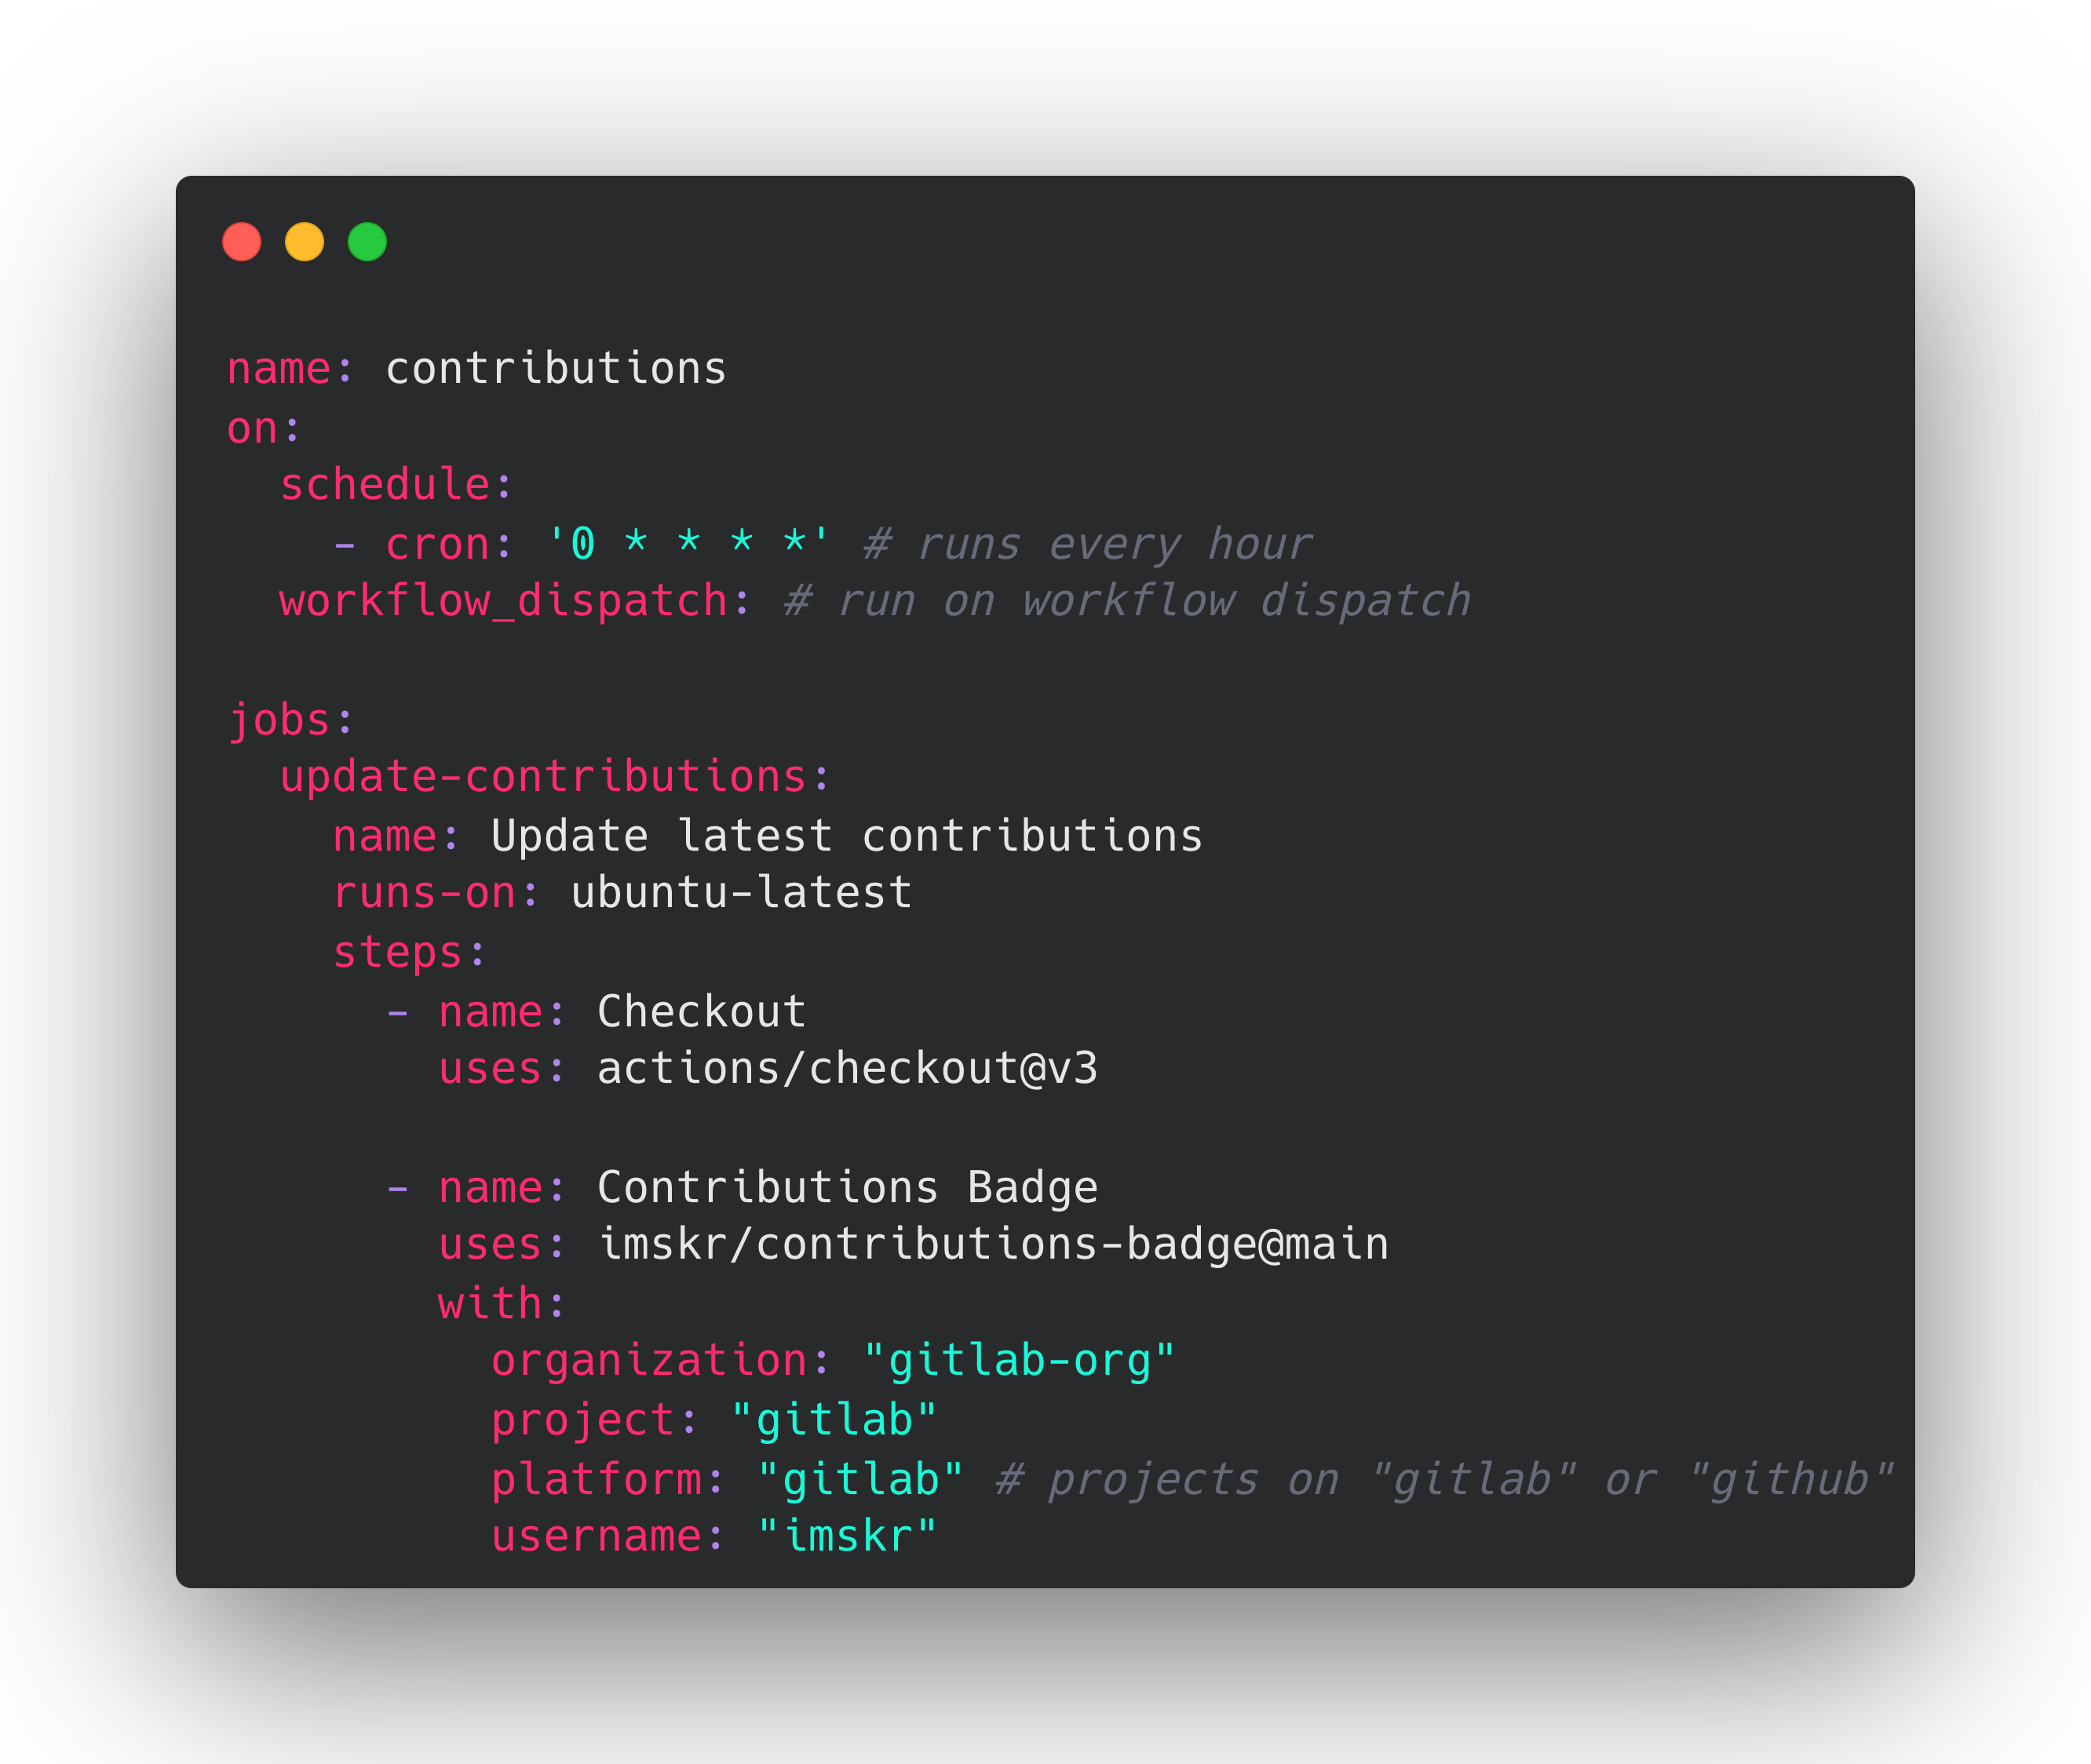 name: contributions
on:
  schedule:
    - cron: '0 * * * *' # runs every hour
  workflow_dispatch: # run on workflow dispatch

jobs:
  update-contributions:
    name: Update latest contributions
    runs-on: ubuntu-latest
    steps:
      - name: Checkout
        uses: actions/checkout@v3

      - name: Contributions Badge
        uses: imskr/contributions-badge@main
        with:
          organization: "gitlab-org"
          project: "gitlab"
          platform: "gitlab" # projects on "gitlab" or "github"
          username: "imskr"